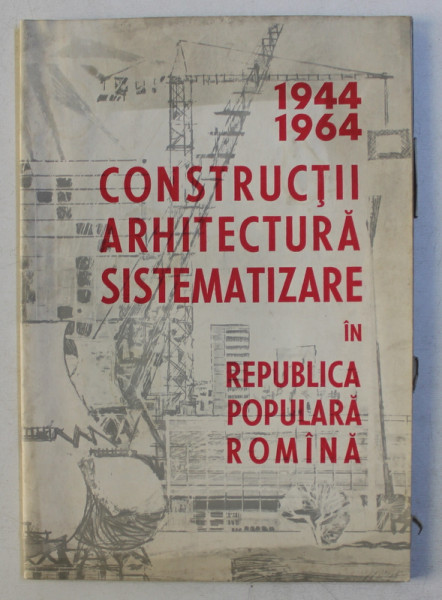 1944
1964
CONSTRUCŢII
ARHITECTURĂ
SISTEMATIZARE
ÎN
REPUBLICA
POPULARĂ
ROMÎNĂ